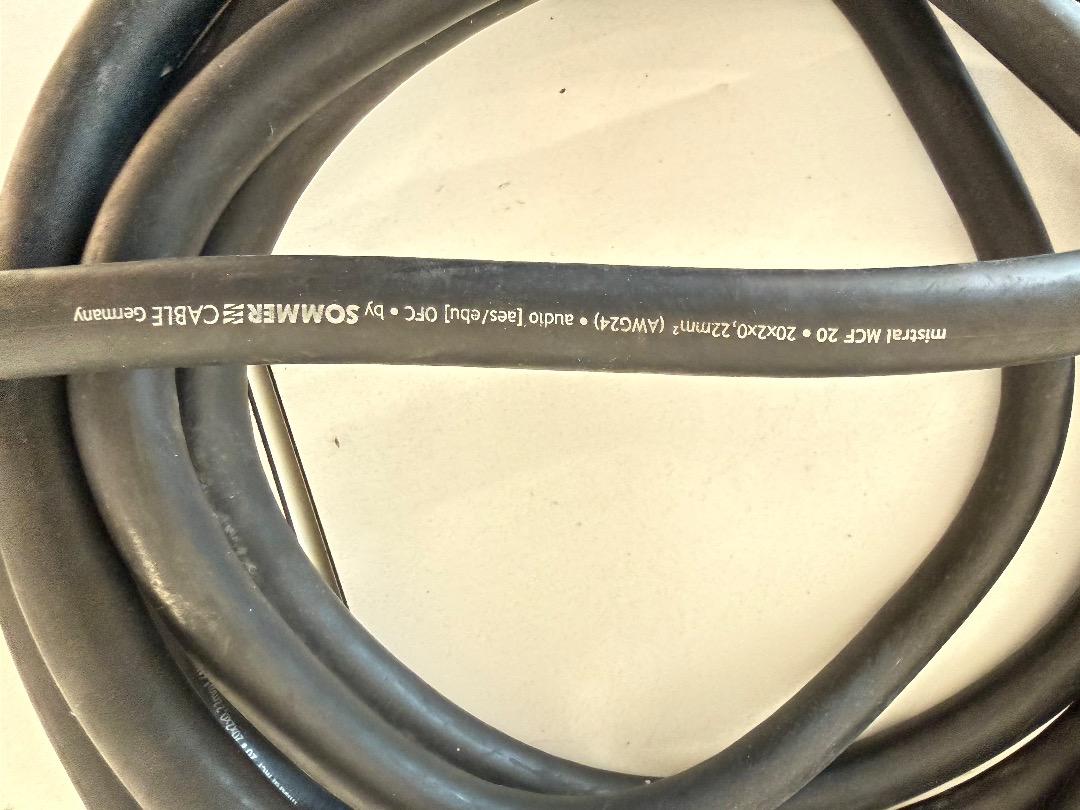 mistral MCF 20 • 20x2x0,22mm² (AWG24) • audio [aes/ebu] OFC • by SOMMER CABLE Germany